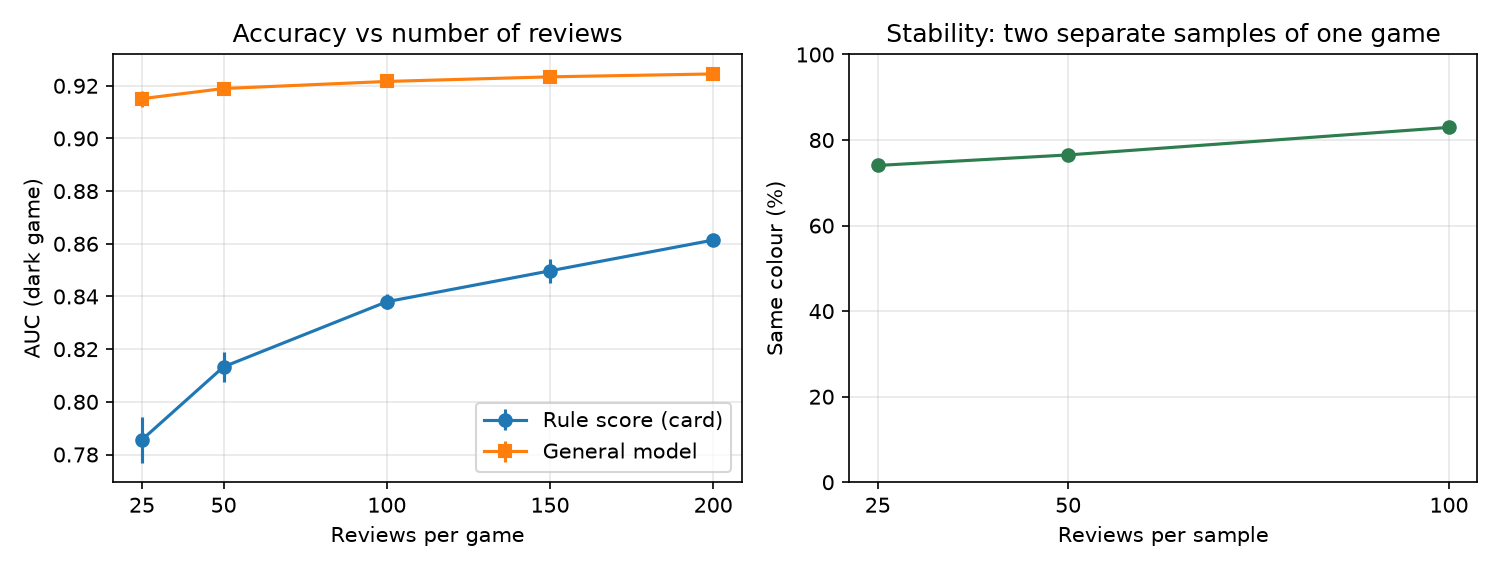 Accuracy vs number of reviews
AUC (dark game)
0.92
0.90
0.88
0.86
0.84
0.82
0.80
0.78
25 50 100 150 200
Reviews per game
Rule score (card)
General model
Stability: two separate samples of one game
Same colour (%)
100
80
60
40
20
0
25 50 100
Reviews per sample